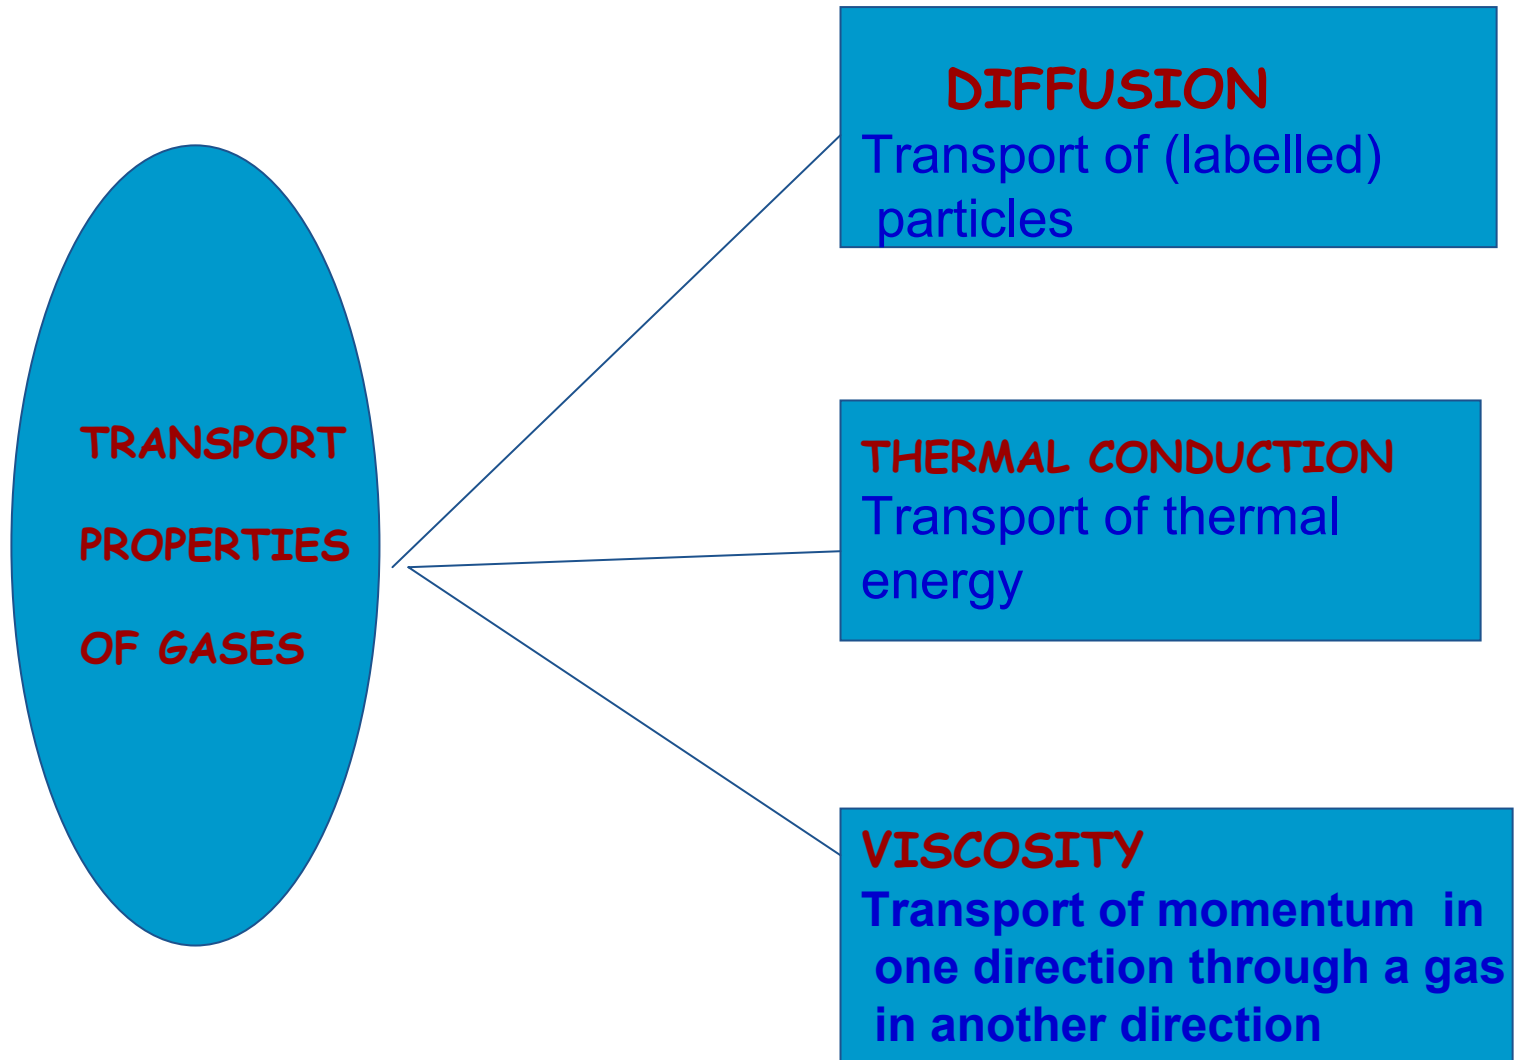 TRANSPORT
PROPERTIES
OF GASES
DIFFUSION
Transport of (labelled)
particles
THERMAL CONDUCTION
Transport of thermal
energy
VISCOSITY
Transport of momentum in
one direction through a gas
in another direction